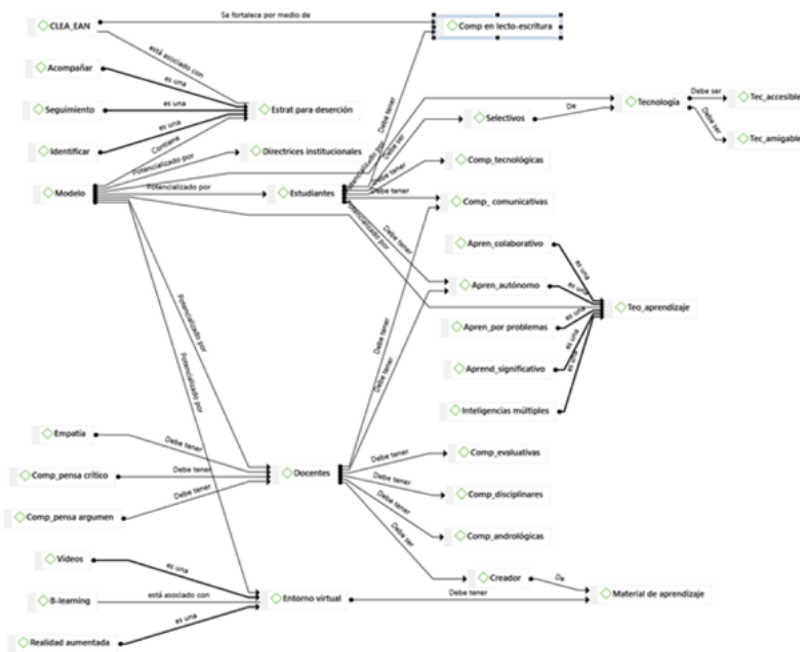 Se fortalece por medio de
CLEA_EAN
Comp en lecto-escritura
está asociado con
Acompañar
es una
Seguimiento
es una
Estrat para deserción
Identificar
es una
Contiene
Directrices institucionales
Potencializado por
Modelo
Potencializado por
Estudiantes
Debe tener
Debe ser
Debe tener
Debe tener
Selectivos
De
Tecnología
Debe ser
Tec_accesible
Debe ser
Tec_amigable
Comp_tecnológicas
Comp_ comunicativas
Potencializado por
Debe tener
Apren_colaborativo
es una
Apren_autónomo
es una
Teo_aprendizaje
Apren_por problemas
es una
Aprend_significativo
es una
Inteligencias múltiples
es una
Potencializado por
Potencializado por
Debe tener
Debe tener
Empatía
Debe tener
Comp_pensa crítico
Debe tener
Docentes
Comp_pensa argumen
Debe tener
Debe tener
Comp_evaluativas
Debe tener
Comp_disciplinares
Debe tener
Comp_andrológicas
Debe ser
Creador
De
Material de aprendizaje
Videos
es una
B-learning
está asociado con
Entorno virtual
Debe tener
Realidad aumentada
es una